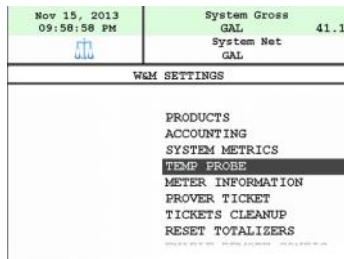 Nov 15, 2013
09:58:58 PM
System Gross
GAL 41.1
System Net
GAL
W&M SETTINGS
PRODUCTS
ACCOUNTING
SYSTEM METRICS
TEMP PROBE
METER INFORMATION
PROVER TICKET
TICKETS CLEANUP
RESET TOTALIZERS